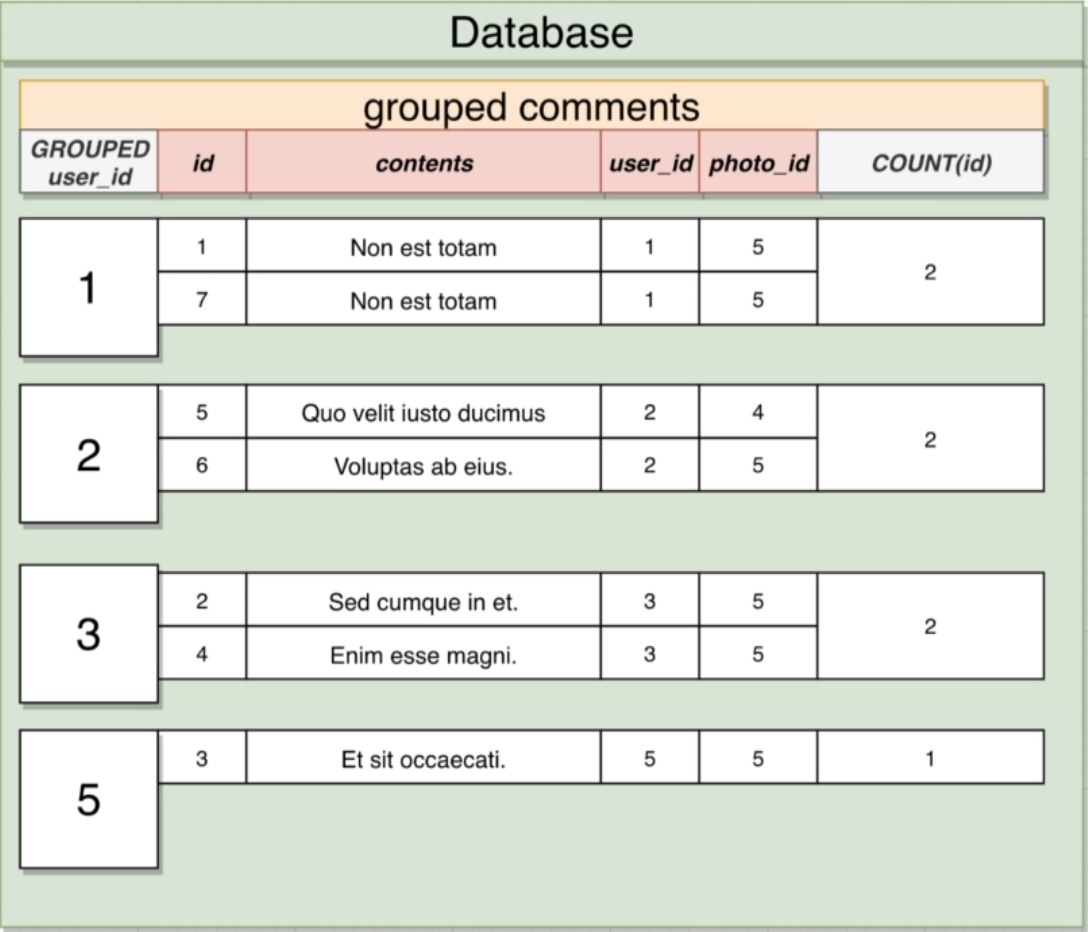 Database
grouped comments
GROUPED user_id id contents user_id photo_id COUNT(id)
1 1 Non est totam 1 5 2
7 Non est totam 1 5
2 5 Quo velit iusto ducimus 2 4 2
6 Voluptas ab eius. 2 5
3 2 Sed cumque in et. 3 5 2
4 Enim esse magni. 3 5
5 3 Et sit occaecati. 5 5 1